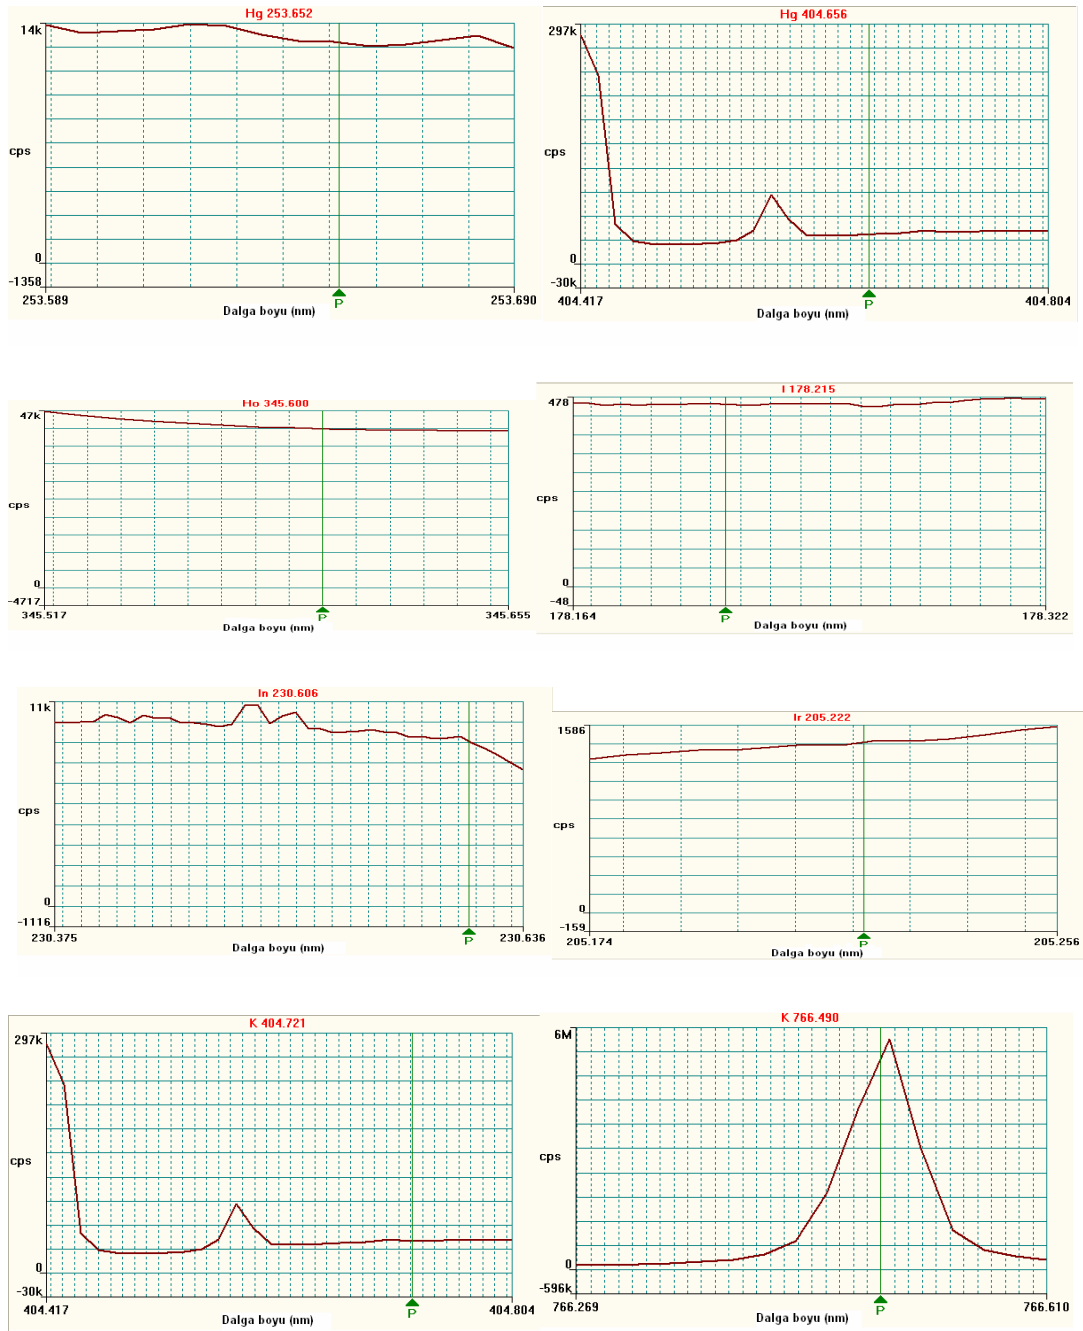 Hg 253.652
14k
cps
0
-1358
253.589
P
253.690
Dalga boyu (nm)
Hg 404.656
297k
cps
0
-30k
404.417
P
404.804
Dalga boyu (nm)
Ho 345.600
47k
cps
0
-4717
345.517
P
345.655
Dalga boyu (nm)
I 178.215
478
cps
0
-48
178.164
P
178.322
Dalga boyu (nm)
In 230.606
11k
cps
0
-1116
230.375
P
230.636
Dalga boyu (nm)
Ir 205.222
1586
cps
0
-159
205.174
P
205.256
Dalga boyu (nm)
K 404.721
297k
cps
0
-30k
404.417
P
404.804
Dalga boyu (nm)
K 766.490
6M
cps
0
-596k
766.269
P
766.610
Dalga boyu (nm)